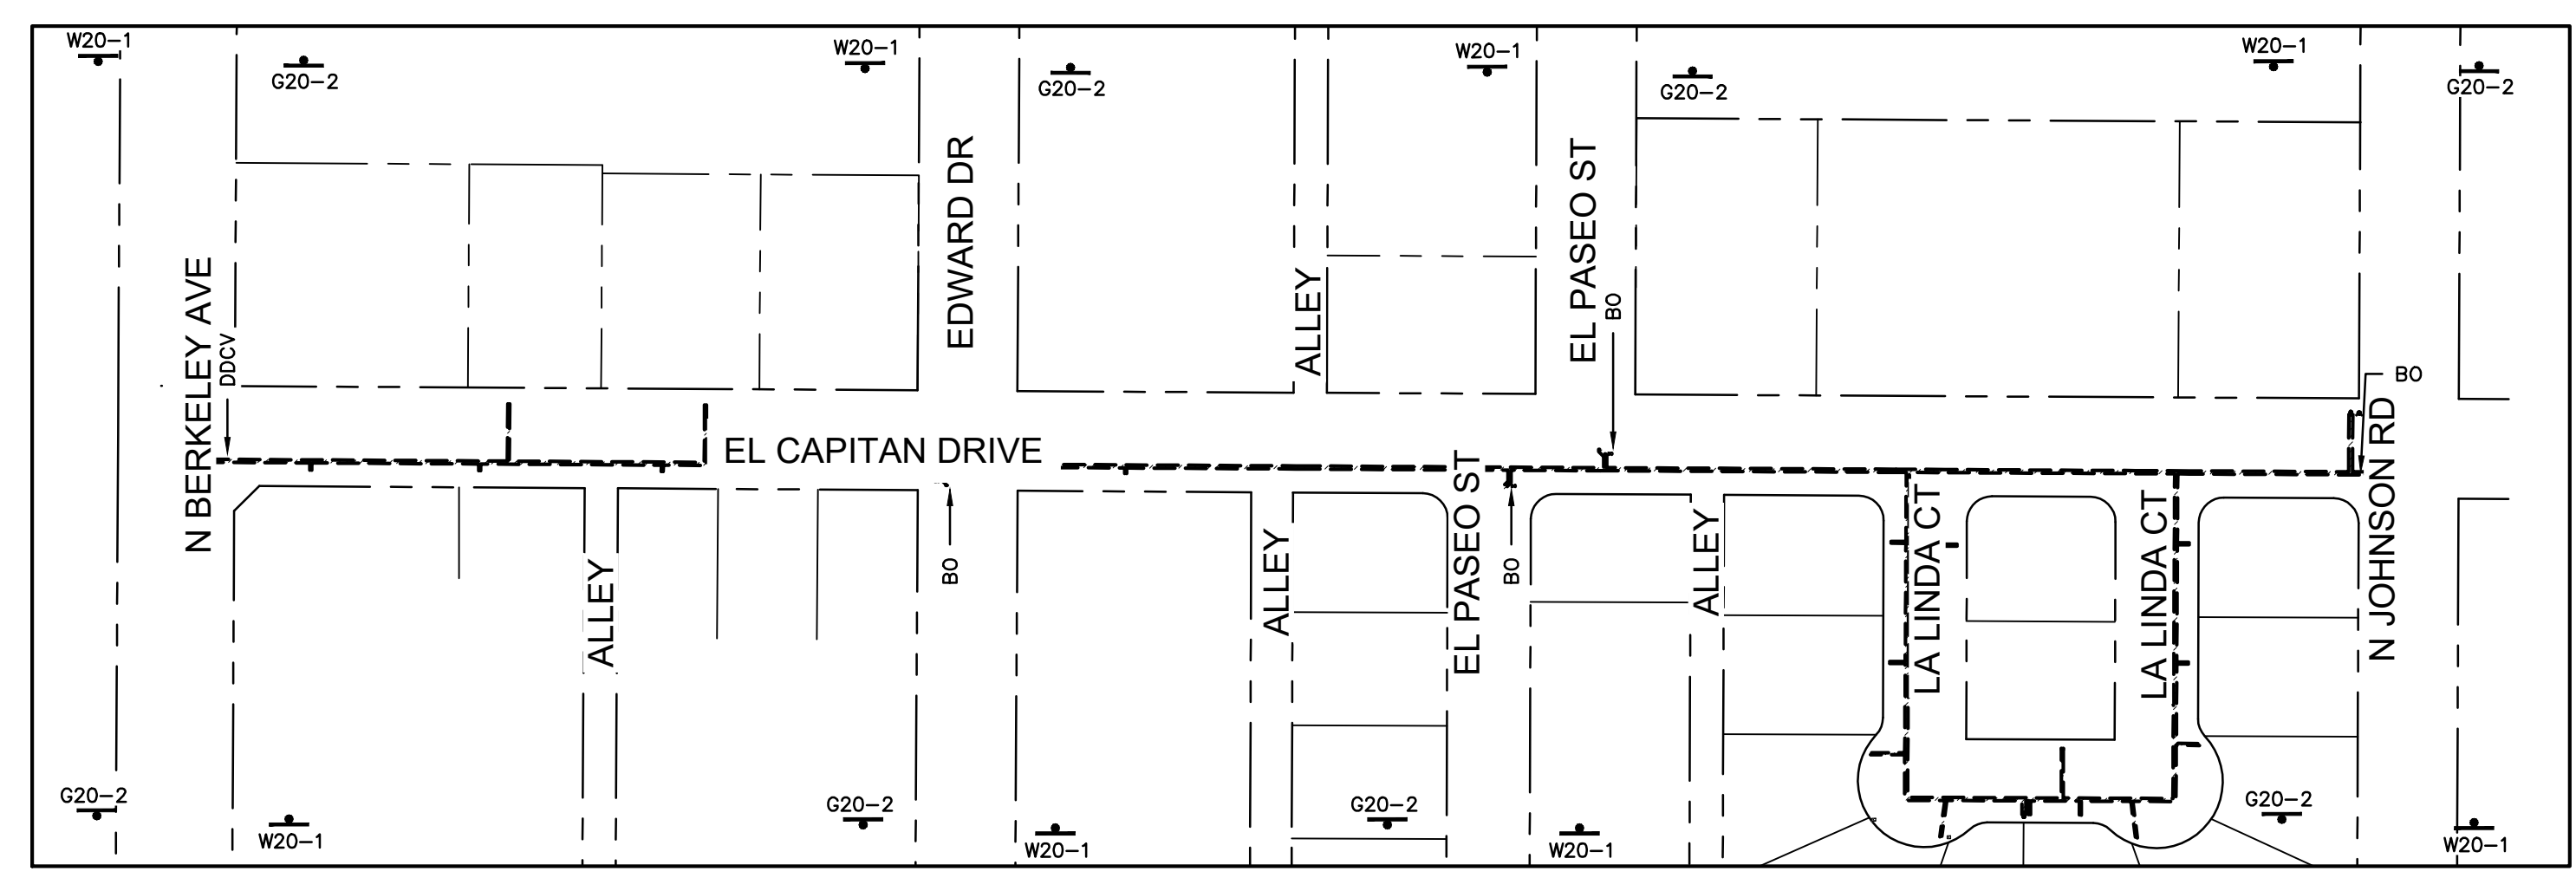 W20-1
G20-2
W20-1
G20-2
W20-1
G20-2
W20-1
G20-2
N BERKELEY AVE
DDCV
EDWARD DR
ALLEY
EL PASEO ST
BO
BO
N JOHNSON RD
EL CAPITAN DRIVE
ALLEY
BO
ALLEY
EL PASEO ST
BO
ALLEY
LA LINDA CT
LA LINDA CT
G20-2
W20-1
G20-2
W20-1
G20-2
W20-1
G20-2
W20-1